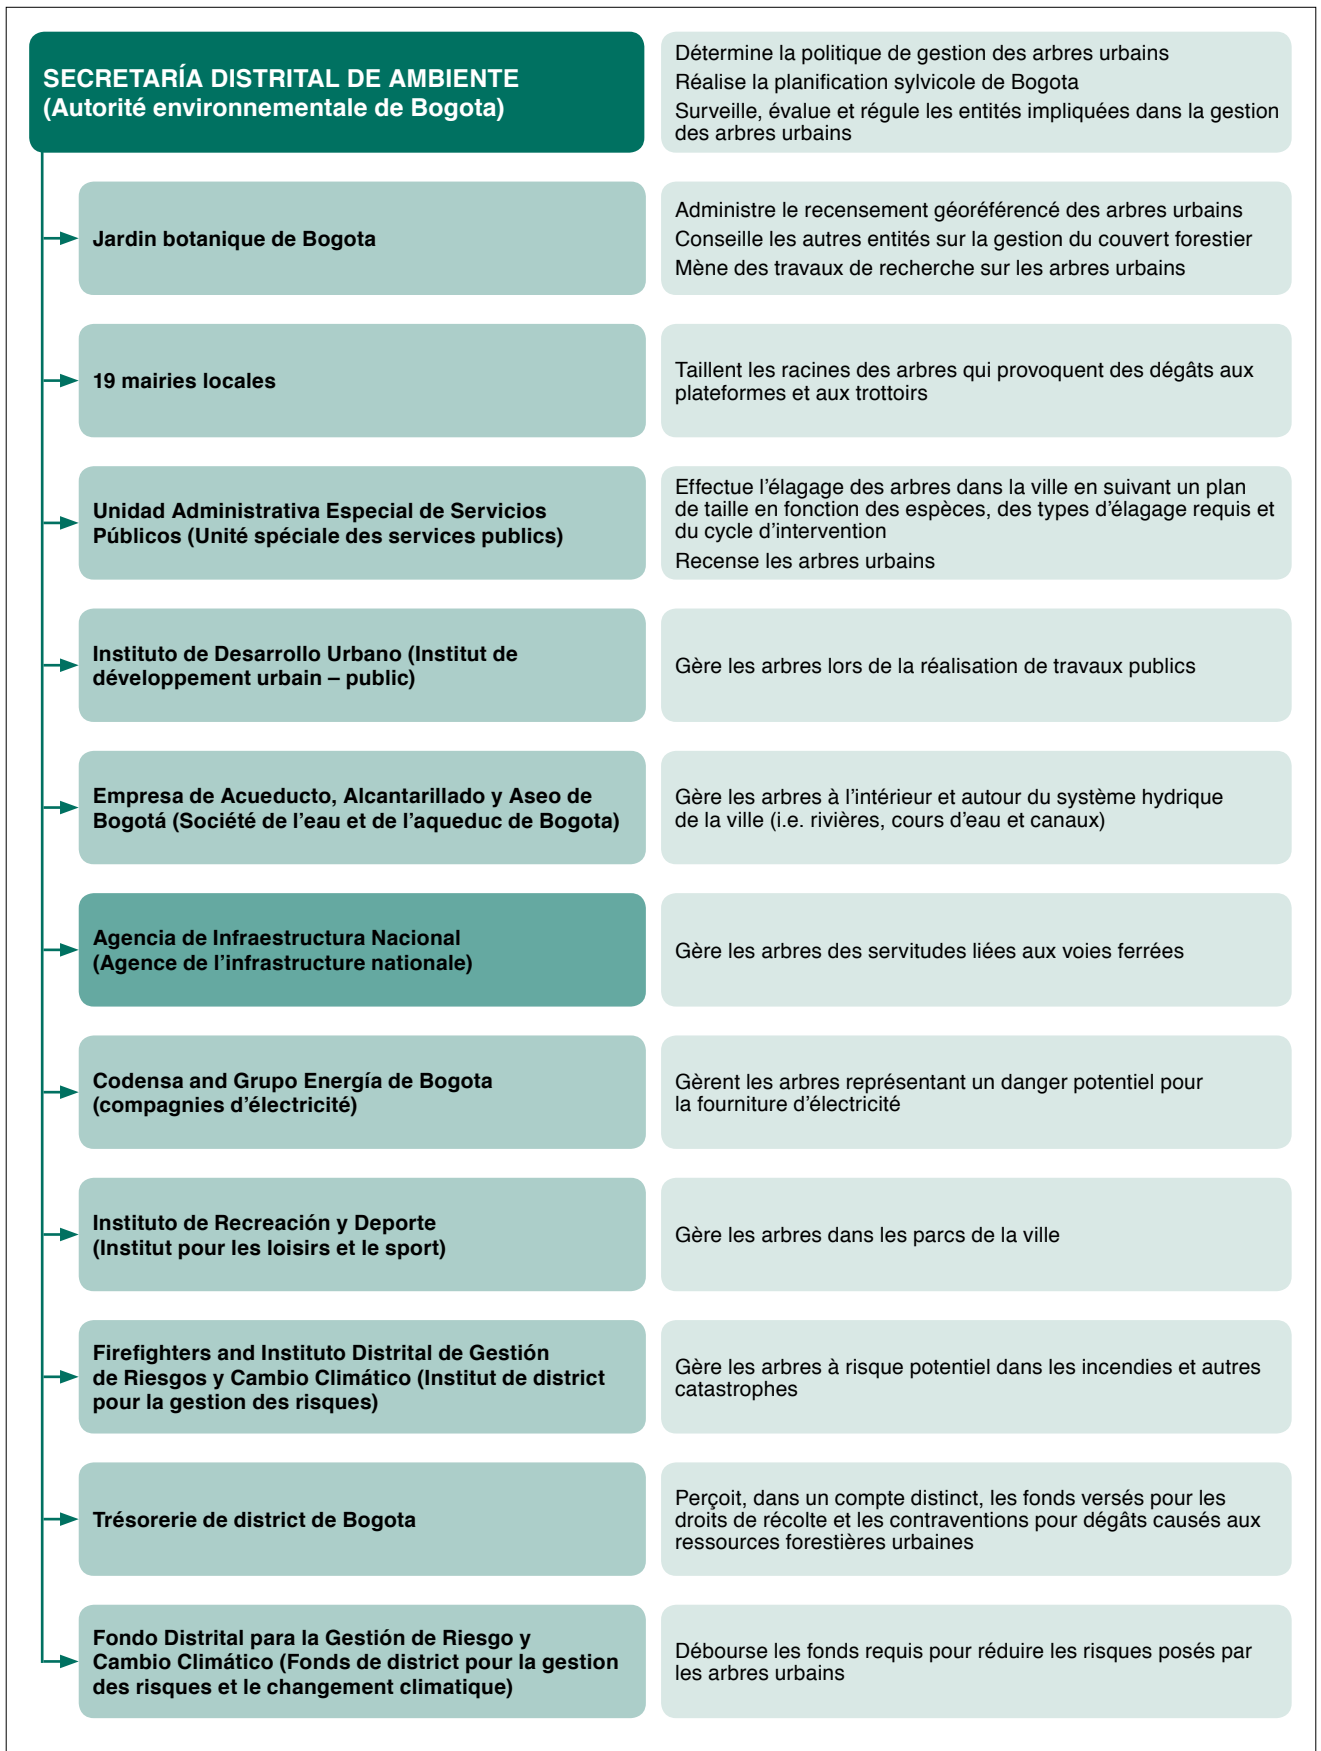 SECRETARÍA DISTRITAL DE AMBIENTE
(Autorité environnementale de Bogota)
Détermine la politique de gestion des arbres urbains
Réalise la planification sylvicole de Bogota
Surveille, évalue et régule les entités impliquées dans la gestion
des arbres urbains
Jardin botanique de Bogota
Administre le recensement géoréférencé des arbres urbains
Conseille les autres entités sur la gestion du couvert forestier
Mène des travaux de recherche sur les arbres urbains
19 mairies locales
Taillent les racines des arbres qui provoquent des dégâts aux
plateformes et aux trottoirs
Unidad Administrativa Especial de Servicios
Públicos (Unité spéciale des services publics)
Effectue l'élagage des arbres dans la ville en suivant un plan
de taille en fonction des espèces, des types d'élagage requis et
du cycle d'intervention
Recense les arbres urbains
Instituto de Desarrollo Urbano (Institut de
développement urbain – public)
Gère les arbres lors de la réalisation de travaux publics
Empresa de Acueducto, Alcantarillado y Aseo de
Bogotá (Société de l'eau et de l'aqueduc de Bogota)
Gère les arbres à l'intérieur et autour du système hydrique
de la ville (i.e. rivières, cours d'eau et canaux)
Agencia de Infraestructura Nacional
(Agence de l'infrastructure nationale)
Gère les arbres des servitudes liées aux voies ferrées
Codensa and Grupo Energía de Bogota
(compagnies d'électricité)
Gèrent les arbres représentant un danger potentiel pour
la fourniture d'électricité
Instituto de Recreación y Deporte
(Institut pour les loisirs et le sport)
Gère les arbres dans les parcs de la ville
Firefighters and Instituto Distrital de Gestión
de Riesgos y Cambio Climático (Institut de district
pour la gestion des risques)
Gère les arbres à risque potentiel dans les incendies et autres
catastrophes
Trésorerie de district de Bogota
Perçoit, dans un compte distinct, les fonds versés pour les
droits de récolte et les contraventions pour dégâts causés aux
ressources forestières urbaines
Fondo Distrital para la Gestión de Riesgo y
Cambio Climático (Fonds de district pour la gestion
des risques et le changement climatique)
Débourse les fonds requis pour réduire les risques posés par
les arbres urbains